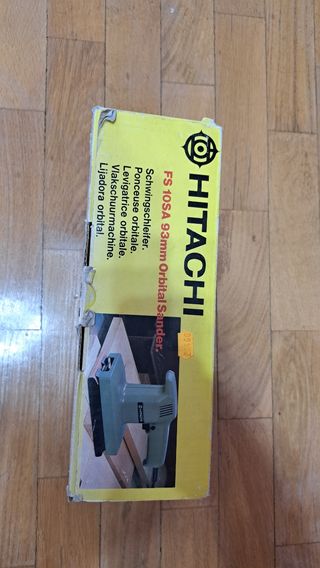 HITACHI
FS 10SA 93mm Orbital Sander.
Schwingschleifer.
Ponceuse orbitale.
Levigatrice orbitale.
Vlakschuurmachine.
Lijadora orbital.